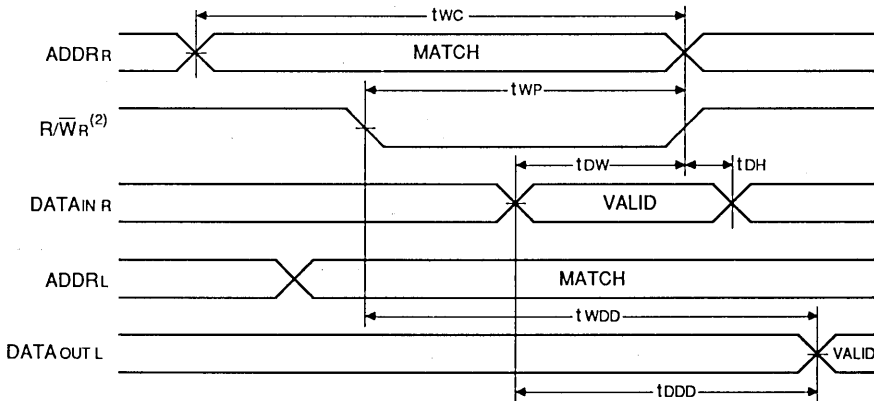 tWC
ADDRR MATCH
tWP
R/W̅R(2)
tDW tDH
DATAIN R VALID
ADDRL MATCH
tWDD
DATAOUT L VALID
tDDD